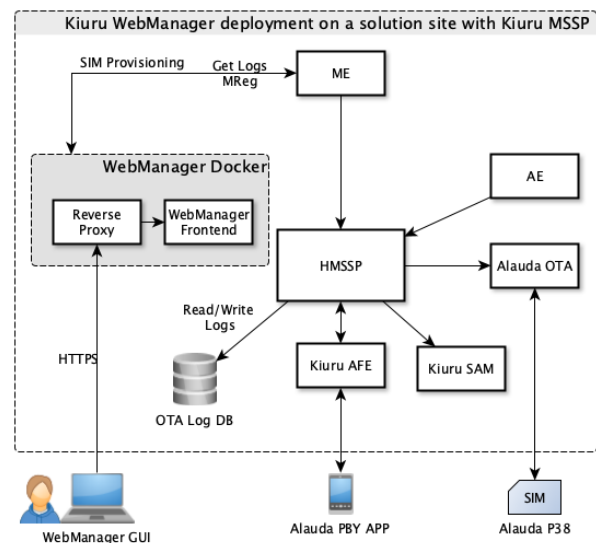 Kiuru WebManager deployment on a solution site with Kiuru MSSP
SIM Provisioning
Get Logs
MReg
ME
WebManager Docker
Reverse
Proxy
WebManager
Frontend
AE
HMSSP
Alauda OTA
Read/Write
Logs
Kiuru AFE
Kiuru SAM
HTTPS
OTA Log DB
SIM
WebManager GUI
Alauda PBY APP
Alauda P38